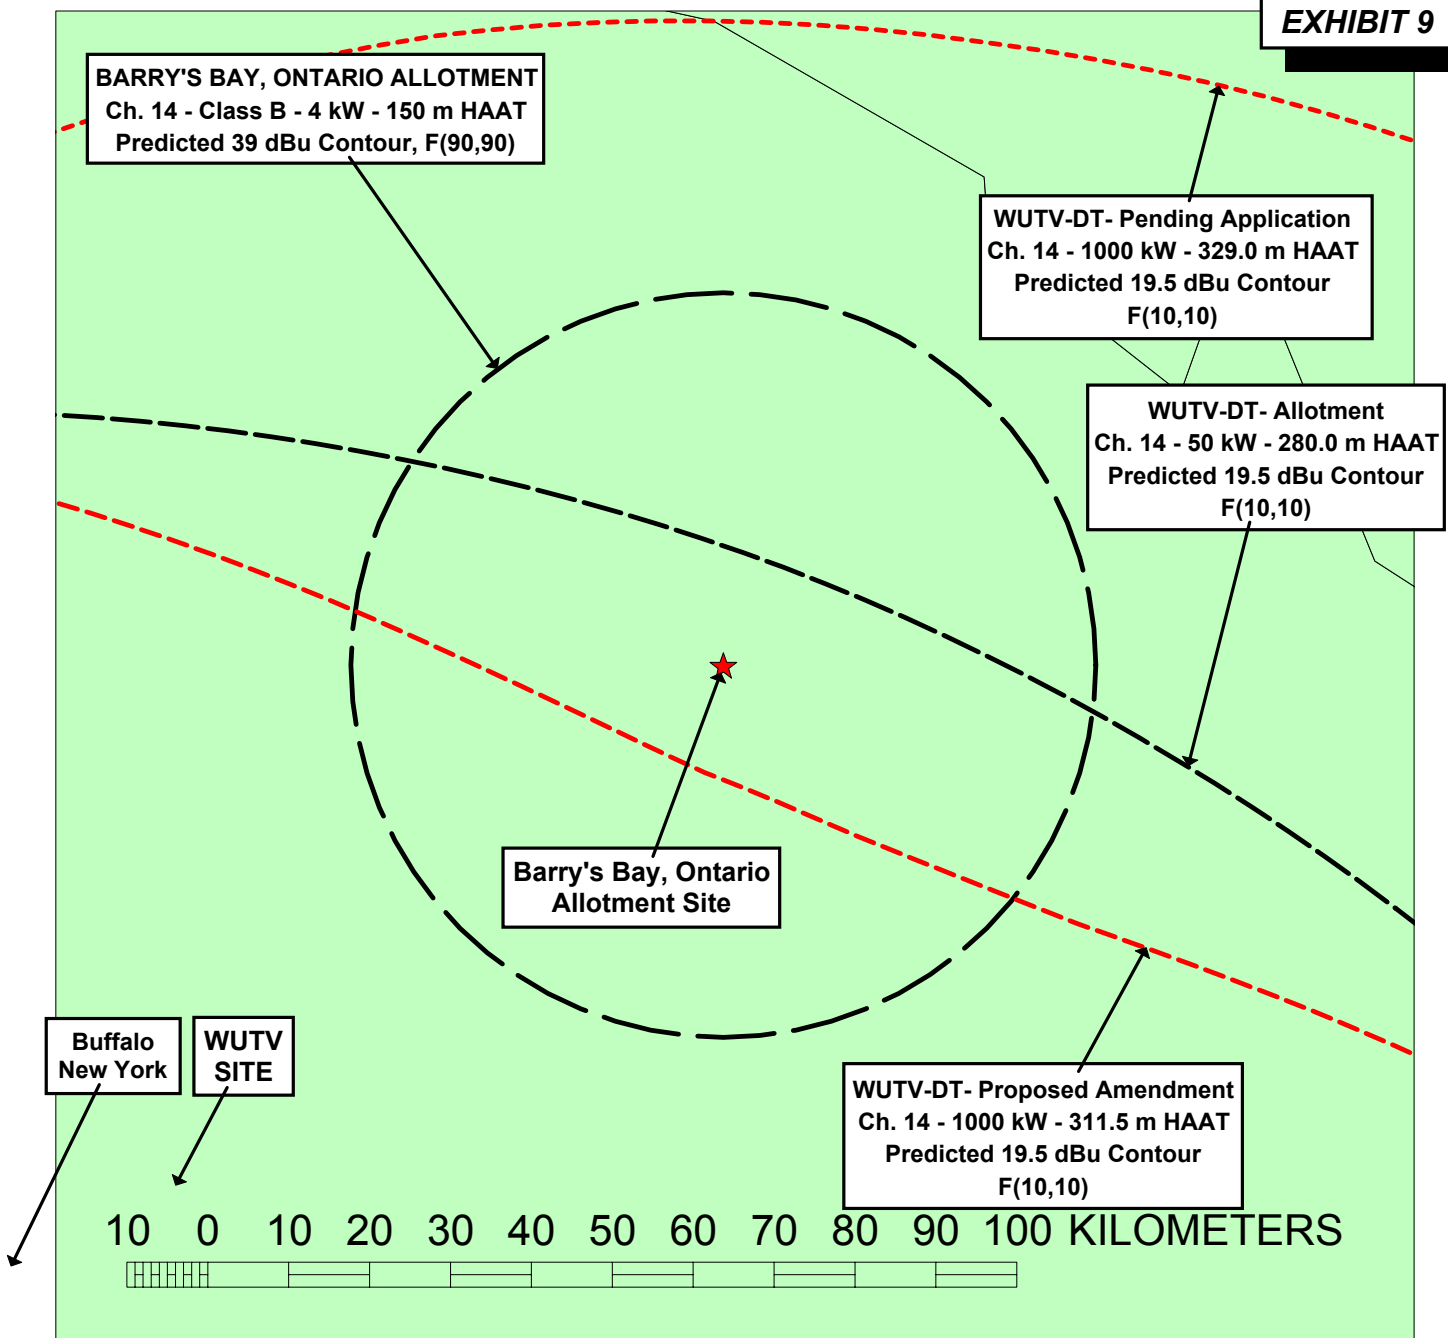 EXHIBIT 9
BARRY'S BAY, ONTARIO ALLOTMENT
Ch. 14 - Class B - 4 kW - 150 m HAAT
Predicted 39 dBu Contour, F(90,90)
WUTV-DT- Pending Application
Ch. 14 - 1000 kW - 329.0 m HAAT
Predicted 19.5 dBu Contour
F(10,10)
WUTV-DT- Allotment
Ch. 14 - 50 kW - 280.0 m HAAT
Predicted 19.5 dBu Contour
F(10,10)
Barry's Bay, Ontario
Allotment Site
Buffalo
New York
WUTV
SITE
WUTV-DT- Proposed Amendment
Ch. 14 - 1000 kW - 311.5 m HAAT
Predicted 19.5 dBu Contour
F(10,10)
10 0 10 20 30 40 50 60 70 80 90 100 KILOMETERS